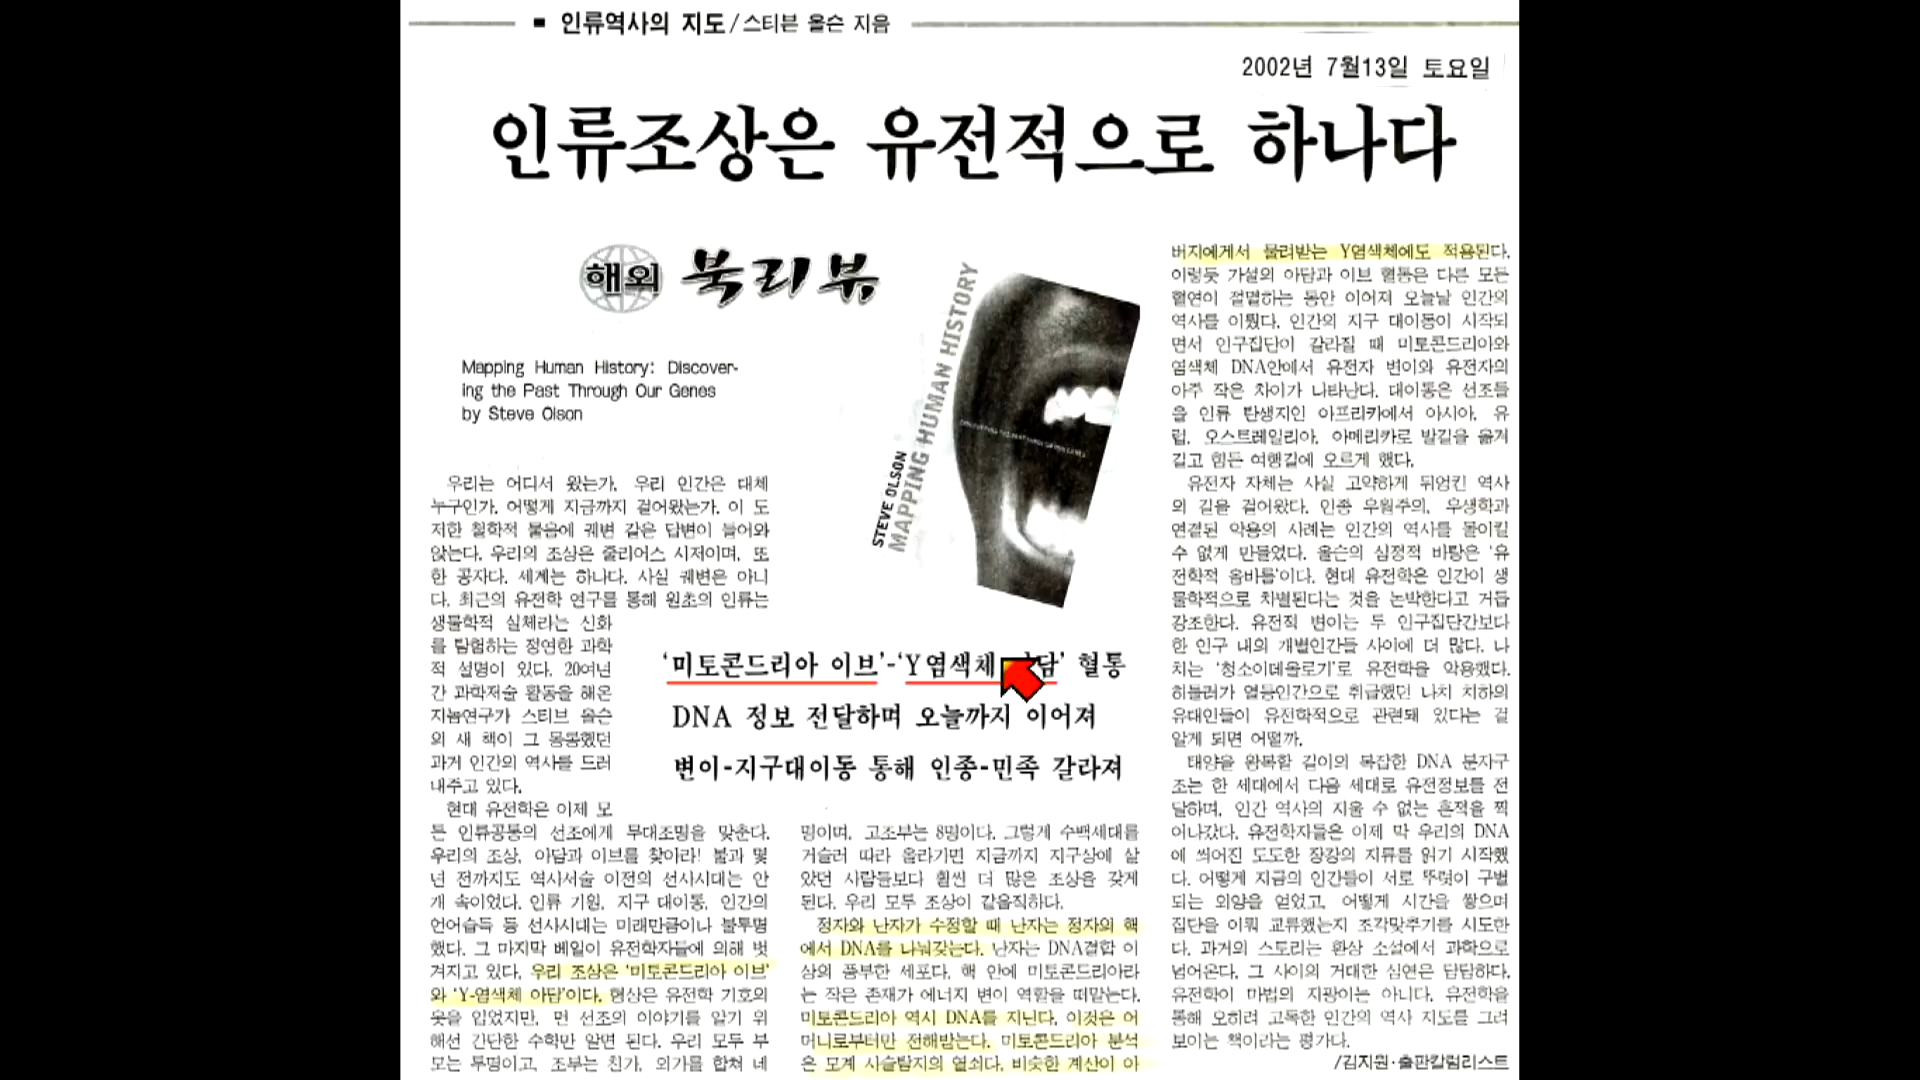 ■ 인류역사의 지도/스티븐 올슨 지음
2002년 7월13일 토요일
인류조상은 유전적으로 하나다
해외 북리뷰
Mapping Human History: Discover-
ing the Past Through Our Genes
by Steve Olson
STEVE OLSON
MAPPING HUMAN HISTORY
'미토콘드리아 이브'-'Y염색체 담' 혈통
DNA 정보 전달하며 오늘까지 이어져
변이-지구대이동 통해 인종-민족 갈라져
우리는 어디서 왔는가, 우리 인간은 대체
누구인가, 어떻게 지금까지 걸어왔는가. 이 도
저한 철학적 물음에 궤변 같은 답변이 늘어와
앉는다. 우리의 조상은 줄리어스 시저이며, 또
한 공자다. 세계는 하나다. 사실 궤변은 아니
다. 최근의 유전학 연구를 통해 원초의 인류는
생물학적 실체라는 신화
를 탐험하는 정연한 과학
적 설명이 있다. 20여년
간 과학저술 활동을 해온
지놈연구가 스티브 올슨
의 새 책이 그 몽롱했던
과거 인간의 역사를 드러
내주고 있다.
현대 유전학은 이제 모
든 인류공통의 선조에게 무대조명을 맞춘다.
우리의 조상, 아담과 이브를 찾아라! 불과 몇
년 전까지도 역사서술 이전의 선사시대는 안
개 속이었다. 인류 기원, 지구 대이동, 인간의
언어습득 등 선사시대는 미래만큼이나 불투명
했다. 그 마지막 베일이 유전학자들에 의해 벗
겨지고 있다. 우리 조상은 '미토콘드리아 이브'
와 'Y-염색체 아담'이다. 형상은 유전학 기호의
옷을 입었지만, 먼 선조의 이야기를 알기 위
해선 간단한 수학만 알면 된다. 우리 모두 부
모는 두명이고, 조부는 친가, 외가를 합쳐 네
명이며, 고조부는 8명이다. 그렇게 수백세대를
거슬러 따라 올라가면 지금까지 지구상에 살
았던 사람들보다 훨씬 더 많은 조상을 갖게
된다. 우리 모두 조상이 같음직하다.
정자와 난자가 수정할 때 난자는 정자의 핵
에서 DNA를 나눠갖는다. 난자는 DNA결합 이
상의 풍부한 세포다. 핵 안에 미토콘드리아라
는 작은 존재가 에너지 변이 역할을 떠맡는다.
미토콘드리아 역시 DNA를 지닌다. 이것은 어
머니로부터만 전해받는다. 미토콘드리아 분석
은 모계 사슬탐지의 열쇠다. 비슷한 계산이 아
버지에게서 물려받는 Y염색체에도 적용된다.
이렇듯 가설의 아담과 이브 혈통은 다른 모든
혈연이 절멸하는 동안 이어져 오늘날 인간의
역사를 이뤘다. 인간의 지구 대이동이 시작되
면서 인구집단이 갈라질 때 미토콘드리아와
염색체 DNA안에서 유전자 변이와 유전자의
아주 작은 차이가 나타난다. 대이동은 선조들
을 인류 탄생지인 아프리카에서 아시아, 유
럽, 오스트레일리아, 아메리카로 발길을 옮겨
길고 힘든 여행길에 오르게 했다.
유전자 자체는 사실 고약하게 뒤엉킨 역사
의 길을 걸어왔다. 인종 우월주의, 우생학과
연결된 악용의 사례는 인간의 역사를 돌이킬
수 없게 만들었다. 올슨의 심정적 바탕은 '유
전학적 올바름'이다. 현대 유전학은 인간이 생
물학적으로 차별된다는 것을 논박한다고 거듭
강조한다. 유전적 변이는 두 인구집단간보다
한 인구 내의 개별인간들 사이에 더 많다. 나
치는 '청소이데올로기'로 유전학을 악용했다.
히틀러가 열등인간으로 취급했던 나치 치하의
유대인들이 유전학적으로 관련돼 있다는 걸
알게 되면 어떨까.
태양을 왕복할 길이의 복잡한 DNA 분자구
조는 한 세대에서 다음 세대로 유전정보를 전
달하며, 인간 역사의 지울 수 없는 흔적을 찍
어나갔다. 유전학자들은 이제 막 우리의 DNA
에 씌어진 도도한 장강의 지류를 읽기 시작했
다. 어떻게 지금의 인간들이 서로 뚜렷이 구별
되는 외양을 얻었고, 어떻게 시간을 쌓으며
집단을 이뤄 교류했는지 조각맞추기를 시도한
다. 과거의 스토리는 환상 소설에서 과학으로
넘어온다. 그 사이의 거대한 심연은 담담하다.
유전학이 마법의 지팡이는 아니다. 유전학을
통해 오히려 고독한 인간의 역사 지도를 그려
보이는 책이라는 평가다.
/김지원·출판칼럼리스트